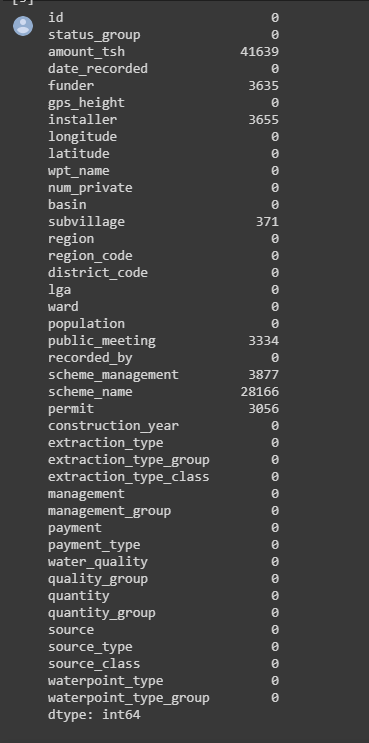 id 0
status_group 0
amount_tsh 41639
date_recorded 0
funder 3635
gps_height 0
installer 3655
longitude 0
latitude 0
wpt_name 0
num_private 0
basin 0
subvillage 371
region 0
region_code 0
district_code 0
lga 0
ward 0
population 0
public_meeting 3334
recorded_by 0
scheme_management 3877
scheme_name 28166
permit 3056
construction_year 0
extraction_type 0
extraction_type_group 0
extraction_type_class 0
management 0
management_group 0
payment 0
payment_type 0
water_quality 0
quality_group 0
quantity 0
quantity_group 0
source 0
source_type 0
source_class 0
waterpoint_type 0
waterpoint_type_group 0
dtype: int64